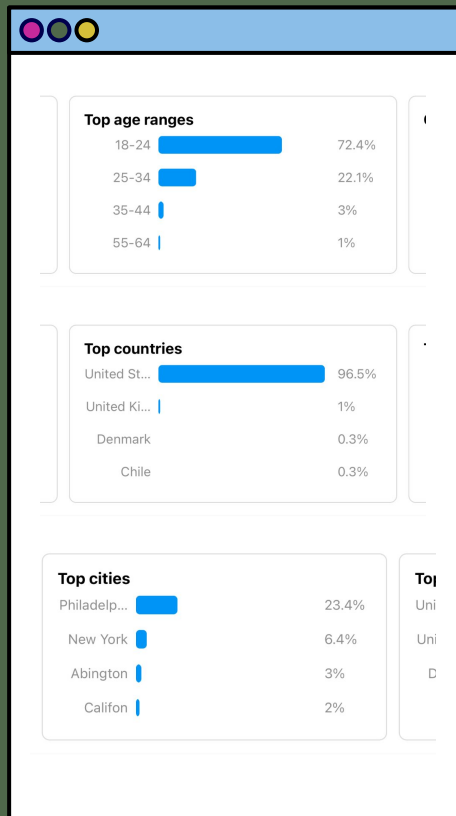 Top age ranges
18-24 72.4%
25-34 22.1%
35-44 3%
55-64 1%
Top countries
United St... 96.5%
United Ki... 1%
Denmark 0.3%
Chile 0.3%
Top cities
Philadelp... 23.4%
New York 6.4%
Abington 3%
Califon 2%
Top
Uni
Uni
D